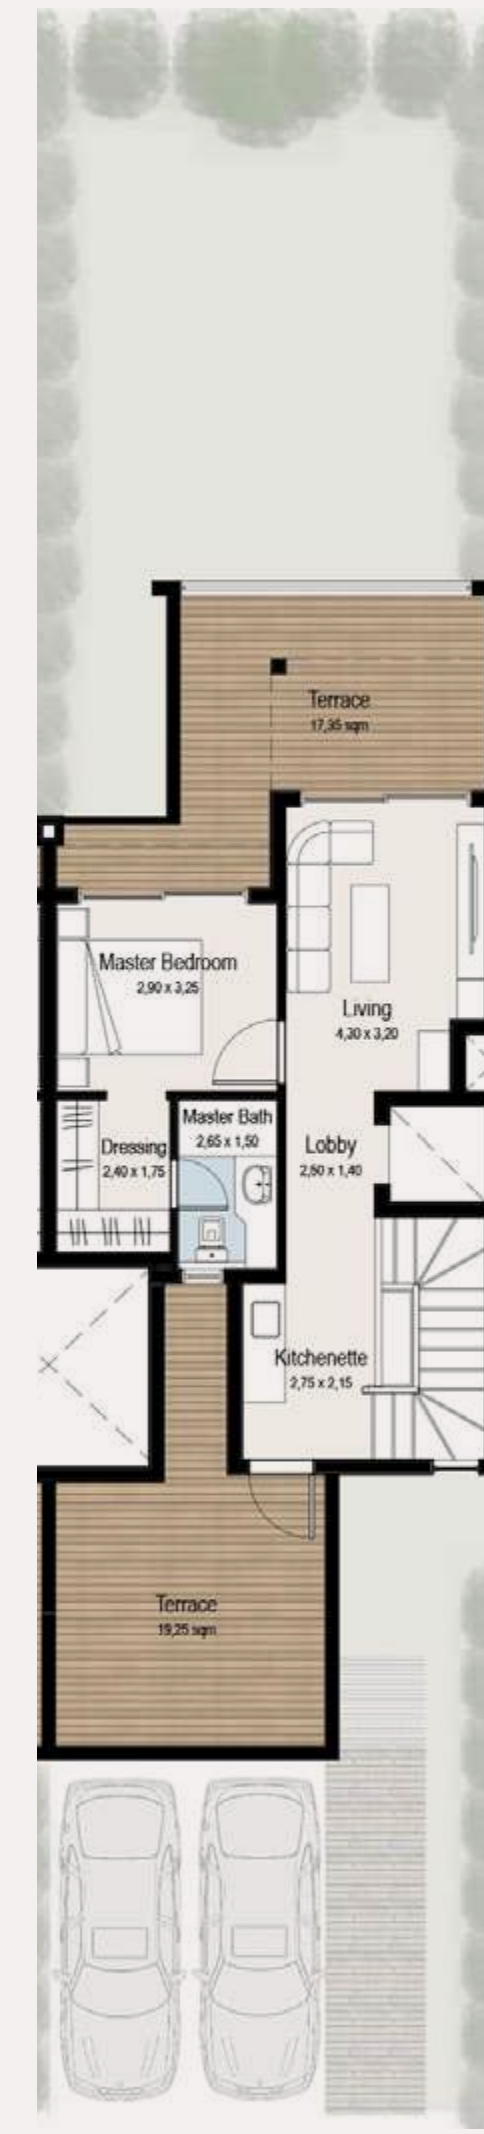 Terrace
17,35 sqm
Master Bedroom
2,90 x 3,25
Living
4,30 x 3,20
Master Bath
2,65 x 1,50
Dressing
2,40 x 1,75
Lobby
2,50 x 1,40
Kitchenette
2,75 x 2,15
Terrace
19,25 sqm